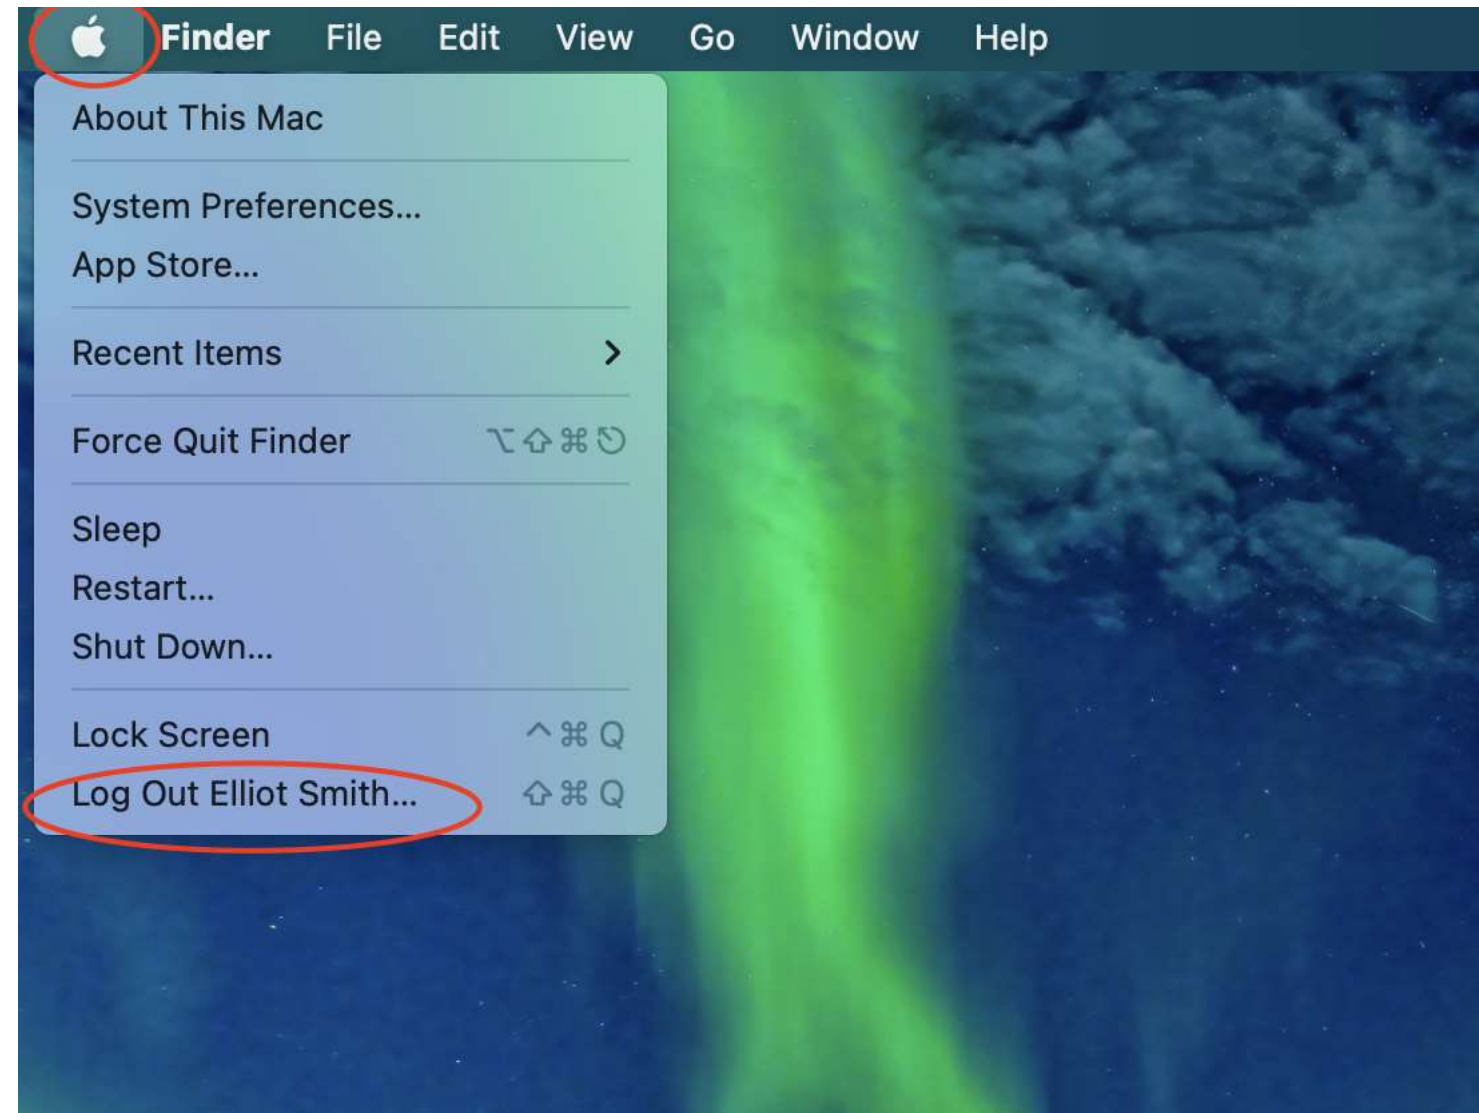 Finder File Edit View Go Window Help
About This Mac
System Preferences...
App Store...
Recent Items
Force Quit Finder ⌥⇧⌘⎋
Sleep
Restart...
Shut Down...
Lock Screen ^⌘Q
Log Out Elliot Smith... ⇧⌘Q